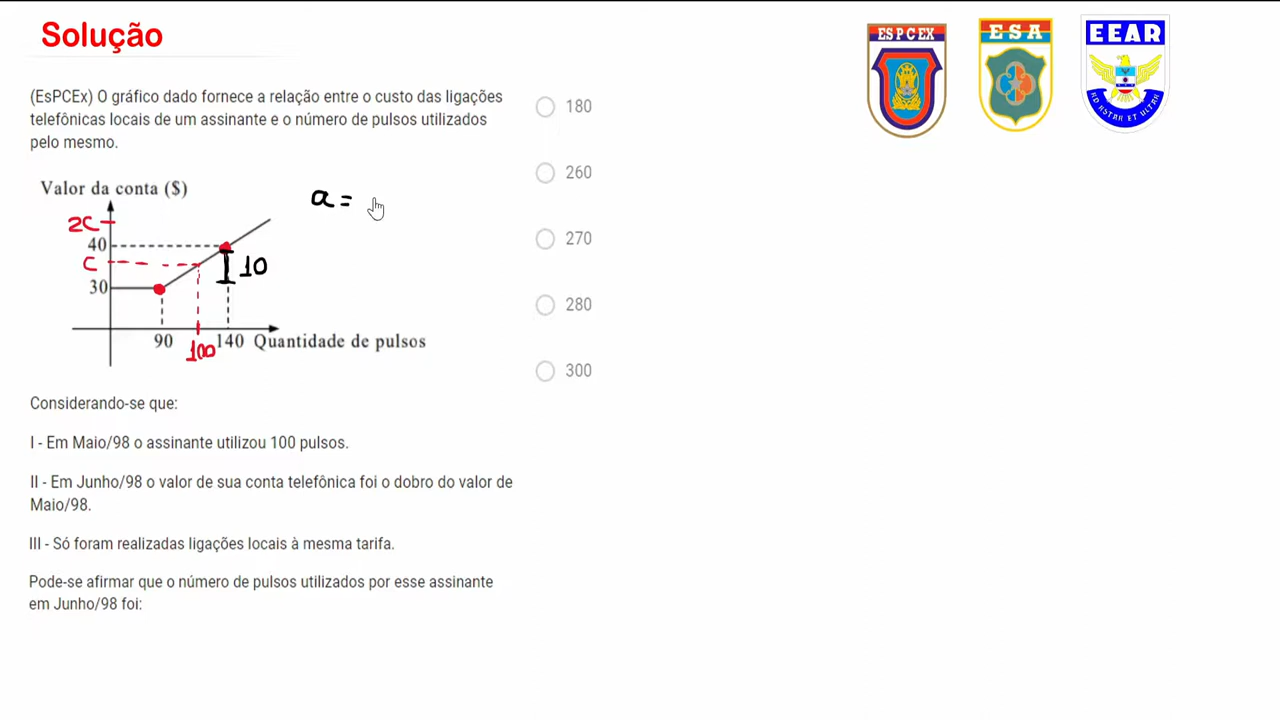 Solução
ESPCEX
ESA
EEAR
AD ASTRA ET ULTRA
(EsPCEx) O gráfico dado fornece a relação entre o custo das ligações
telefônicas locais de um assinante e o número de pulsos utilizados
pelo mesmo.
180
260
270
280
300
Valor da conta ($)
a =
2C
40
C
10
30
90
100
140
Quantidade de pulsos
Considerando-se que:
I - Em Maio/98 o assinante utilizou 100 pulsos.
II - Em Junho/98 o valor de sua conta telefônica foi o dobro do valor de
Maio/98.
III - Só foram realizadas ligações locais à mesma tarifa.
Pode-se afirmar que o número de pulsos utilizados por esse assinante
em Junho/98 foi: